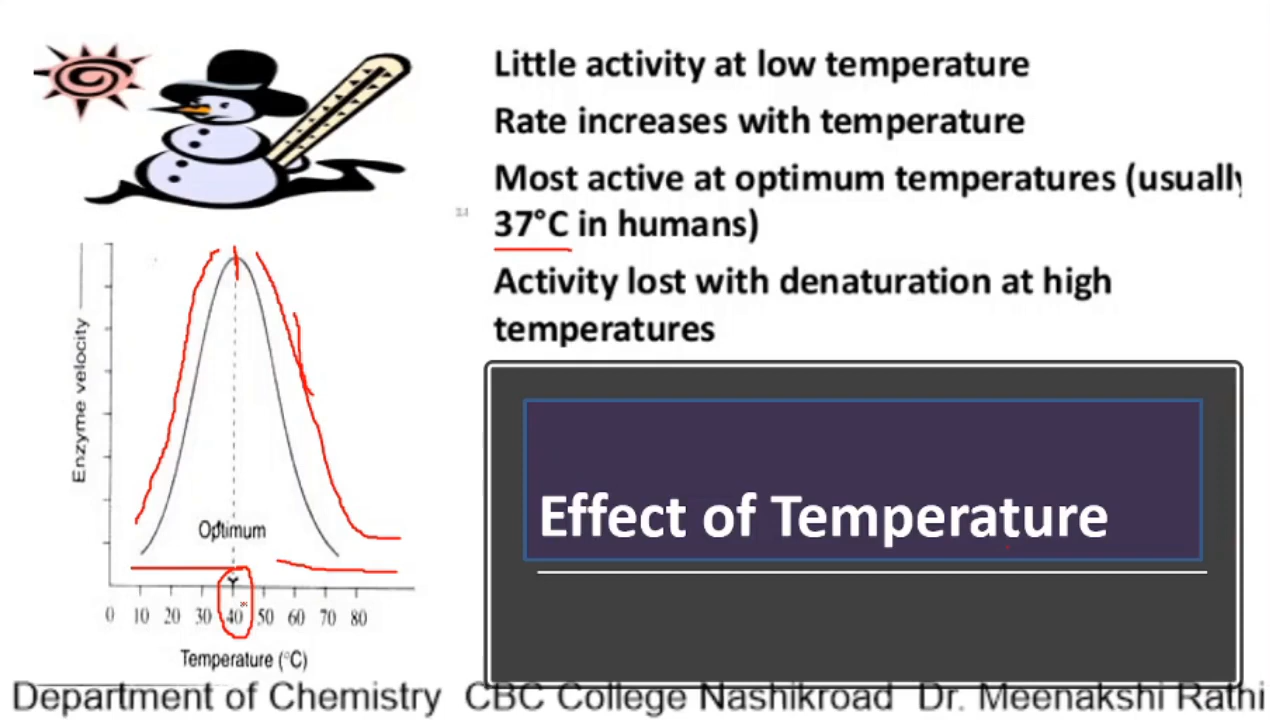 Little activity at low temperature
Rate increases with temperature
Most active at optimum temperatures (usually
37°C in humans)
Activity lost with denaturation at high
temperatures
Enzyme velocity
Optimum
0 10 20 30 40 50 60 70 80
Temperature (°C)
Effect of Temperature
Department of Chemistry CBC College Nashikroad Dr. Meenakshi Rathi